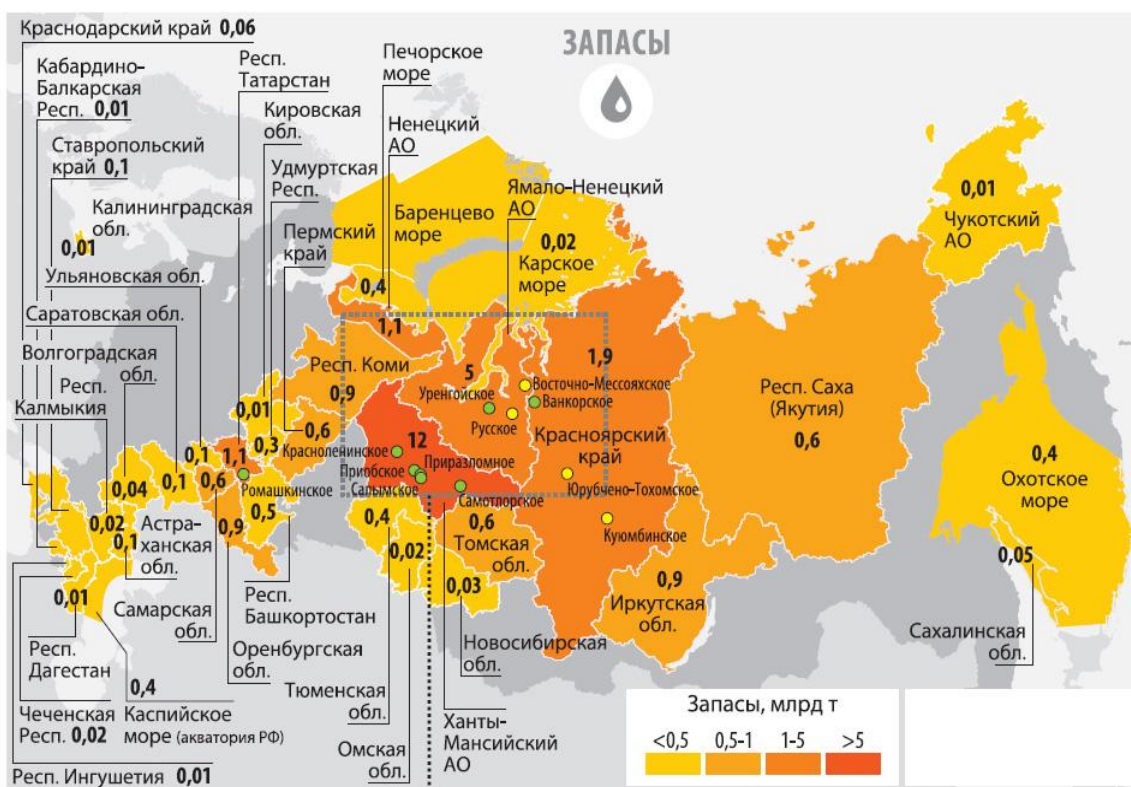 ЗАПАСЫ
Краснодарский край 0,06
Кабардино-
Балкарская
Респ. 0,01
Ставропольский
край 0,1
Калининградская
обл.
0,01
Ульяновская обл.
Саратовская обл.
Волгоградская
обл.
Респ.
Калмыкия
Респ.
Татарстан
Кировская
обл.
Удмуртская
Респ.
Пермский
край
Печорское
море
Ненецкий
АО
Ямало-Ненецкий
АО
Баренцево
море
0,02
Карское
море
0,4
1,1
Респ. Коми
0,9
5
Уренгойское
Русское
Восточно-Мессояхское
Ванкорское
1,9
Красноярский
край
Юрубчено-Тохомское
Куюмбинское
12
Красноленинское
Приобское
Приразломное
Салымское
Самотлорское
0,01
0,6
0,3
0,1
1,1
0,6
Ромашкинское
0,04
0,1
0,5
0,9
0,02
0,1
Астра-
ханская
обл.
0,01
Самарская
обл.
Респ.
Башкортостан
Оренбургская
обл.
Респ.
Дагестан
0,4
Каспийское
море (акватория РФ)
Чеченская
Респ. 0,02
Респ. Ингушетия 0,01
Тюменская
обл.
Омская
обл.
0,4
0,02
0,03
Новосибирская
обл.
Ханты-
Мансийский
АО
0,6
Томская
обл.
0,9
Иркутская
обл.
Респ. Саха
(Якутия)
0,6
0,01
Чукотский
АО
0,4
Охотское
море
0,05
Сахалинская
обл.
Запасы, млрд т
<0,5 0,5-1 1-5 >5